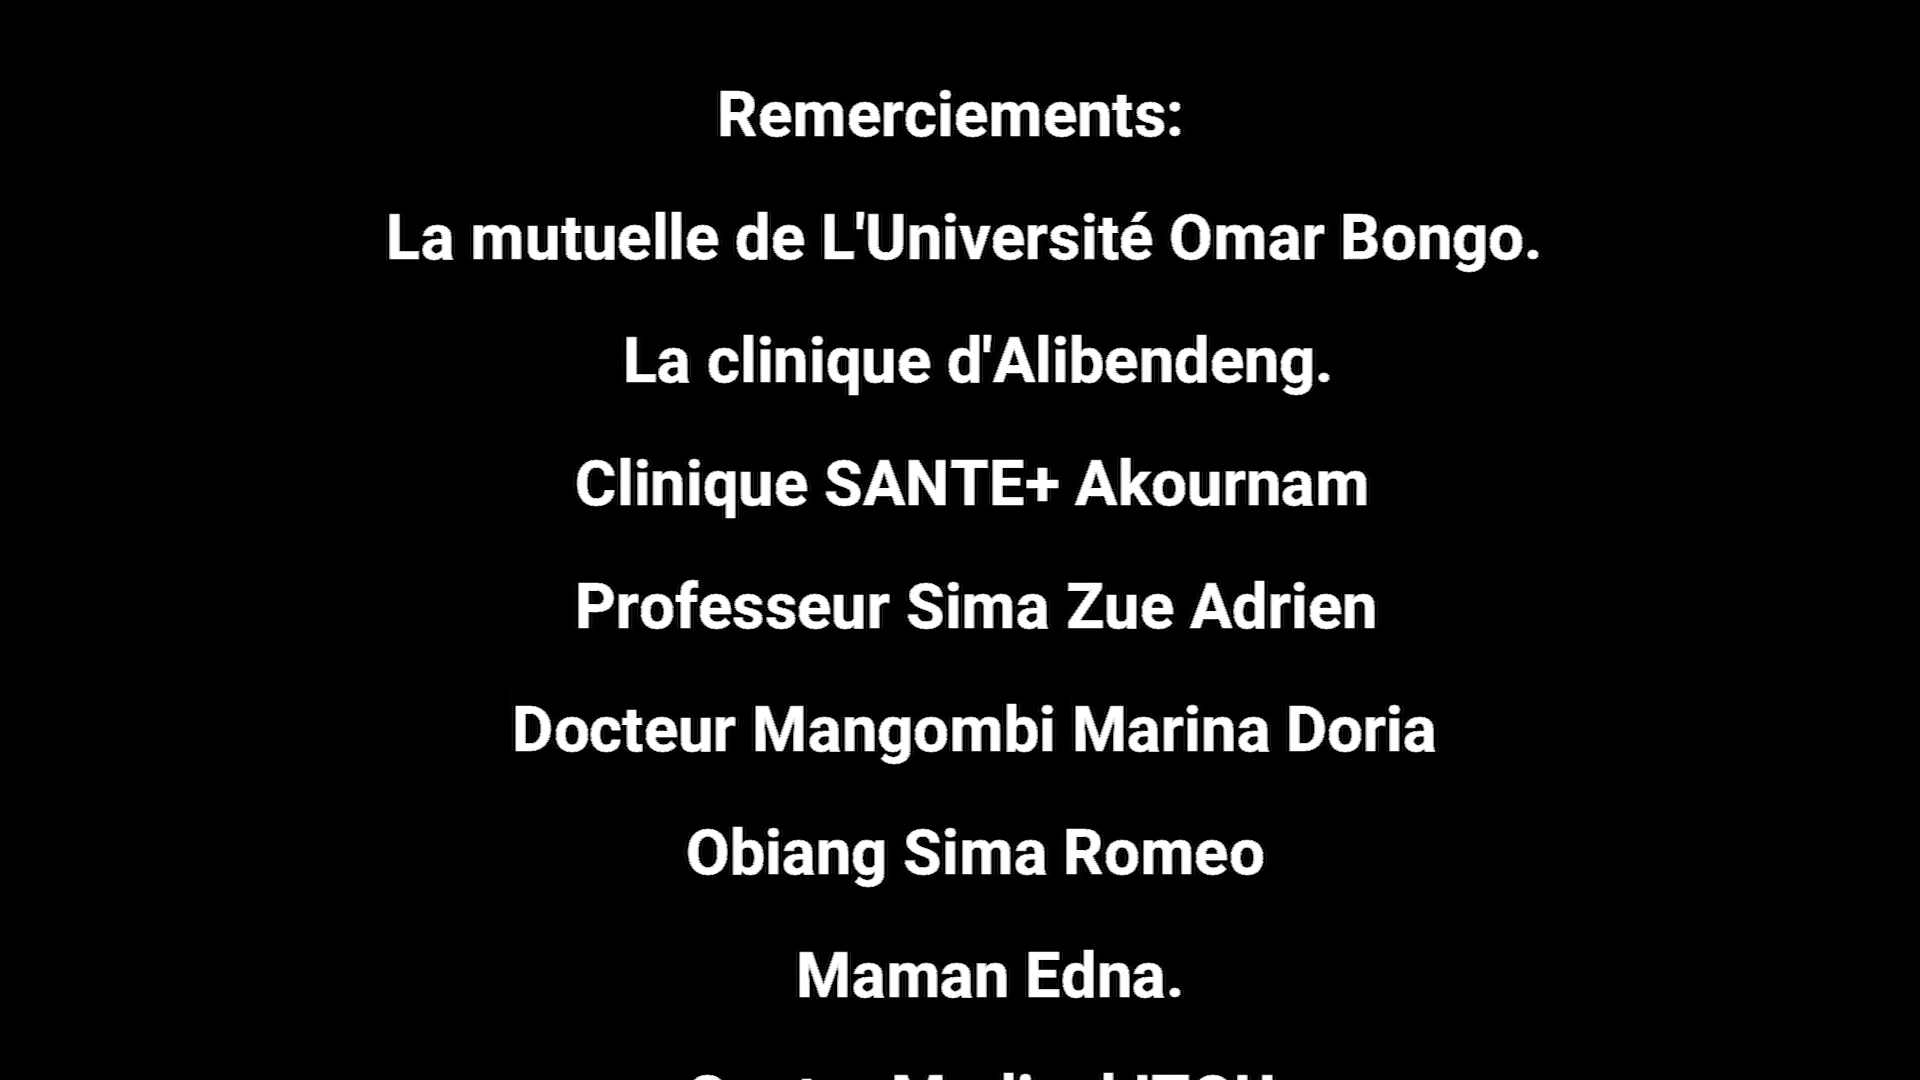 Remerciements:
La mutuelle de L'Université Omar Bongo.
La clinique d'Alibendeng.
Clinique SANTE+ Akournam
Professeur Sima Zue Adrien
Docteur Mangombi Marina Doria
Obiang Sima Romeo
Maman Edna.